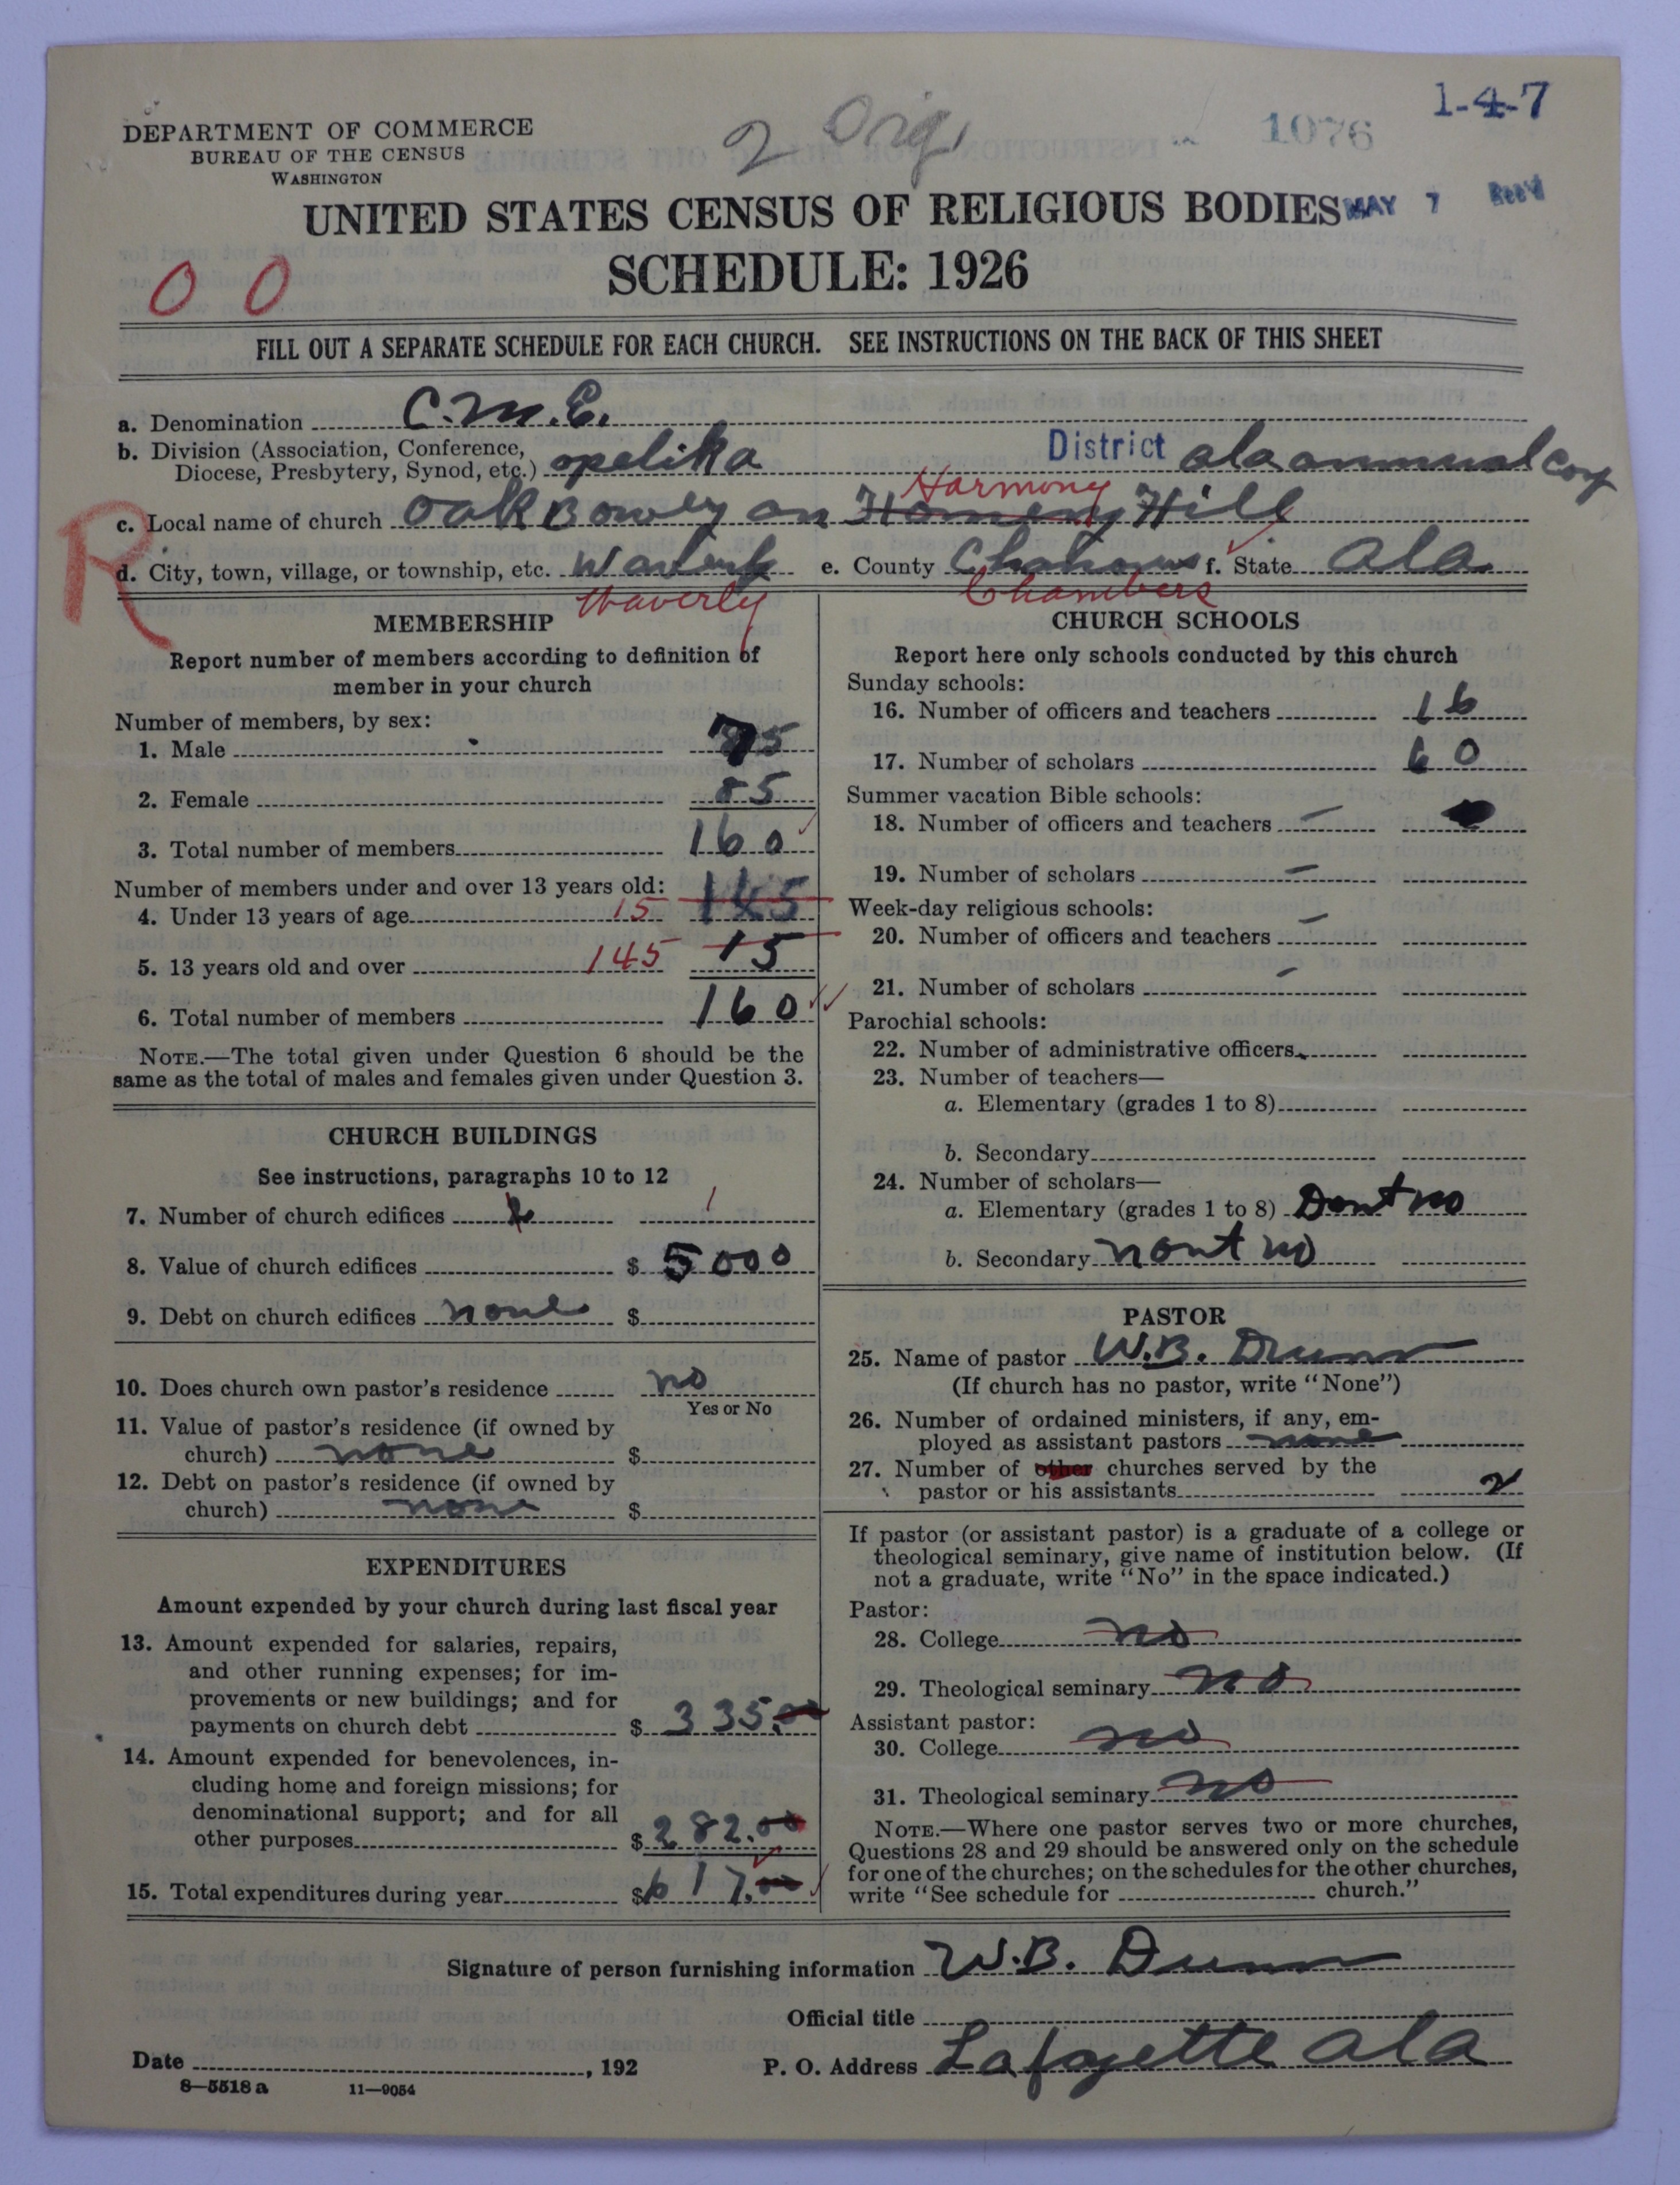 1-4-7
2 Orig.
1076
DEPARTMENT OF COMMERCE
BUREAU OF THE CENSUS
WASHINGTON
UNITED STATES CENSUS OF RELIGIOUS BODIES
MAY 7 Rec'd
SCHEDULE: 1926
0 0
FILL OUT A SEPARATE SCHEDULE FOR EACH CHURCH. SEE INSTRUCTIONS ON THE BACK OF THIS SHEET
a. Denomination C.M.E.
b. Division (Association, Conference, Diocese, Presbytery, Synod, etc.) opelika District ala annual
Harmony
R
c. Local name of church Oak Bowey an Hill
d. City, town, village, or township, etc. e. County f. State Ala
Waverly Chambers
MEMBERSHIP
Report number of members according to definition of
member in your church
Number of members, by sex:
1. Male 75
2. Female 85
3. Total number of members 160
Number of members under and over 13 years old:
4. Under 13 years of age 15 145
5. 13 years old and over 145 15
6. Total number of members 160
NOTE.—The total given under Question 6 should be the
same as the total of males and females given under Question 3.
CHURCH BUILDINGS
See instructions, paragraphs 10 to 12
7. Number of church edifices 1
8. Value of church edifices $ 5000
9. Debt on church edifices none $
10. Does church own pastor's residence no
Yes or No
11. Value of pastor's residence (if owned by
church) none $
12. Debt on pastor's residence (if owned by
church) none $
EXPENDITURES
Amount expended by your church during last fiscal year
13. Amount expended for salaries, repairs,
and other running expenses; for im-
provements or new buildings; and for
payments on church debt $ 335.00
14. Amount expended for benevolences, in-
cluding home and foreign missions; for
denominational support; and for all
other purposes $ 282.00
15. Total expenditures during year $ 617.00
CHURCH SCHOOLS
Report here only schools conducted by this church
Sunday schools:
16. Number of officers and teachers 16
17. Number of scholars 60
Summer vacation Bible schools:
18. Number of officers and teachers —
19. Number of scholars —
Week-day religious schools:
20. Number of officers and teachers —
21. Number of scholars —
Parochial schools:
22. Number of administrative officers
23. Number of teachers—
a. Elementary (grades 1 to 8)
b. Secondary
24. Number of scholars—
a. Elementary (grades 1 to 8) Dont no
b. Secondary nont no
PASTOR
25. Name of pastor W.B. Dunn
(If church has no pastor, write "None")
26. Number of ordained ministers, if any, em-
ployed as assistant pastors none
27. Number of other churches served by the
pastor or his assistants 2
If pastor (or assistant pastor) is a graduate of a college or
theological seminary, give name of institution below. (If
not a graduate, write "No" in the space indicated.)
Pastor:
28. College no
29. Theological seminary no
Assistant pastor:
30. College no
31. Theological seminary no
NOTE.—Where one pastor serves two or more churches,
Questions 28 and 29 should be answered only on the schedule
for one of the churches; on the schedules for the other churches,
write "See schedule for church."
Signature of person furnishing information W.B. Dunn
Official title
Date , 192 P. O. Address Lafayette Ala
8—5518 a 11—9054